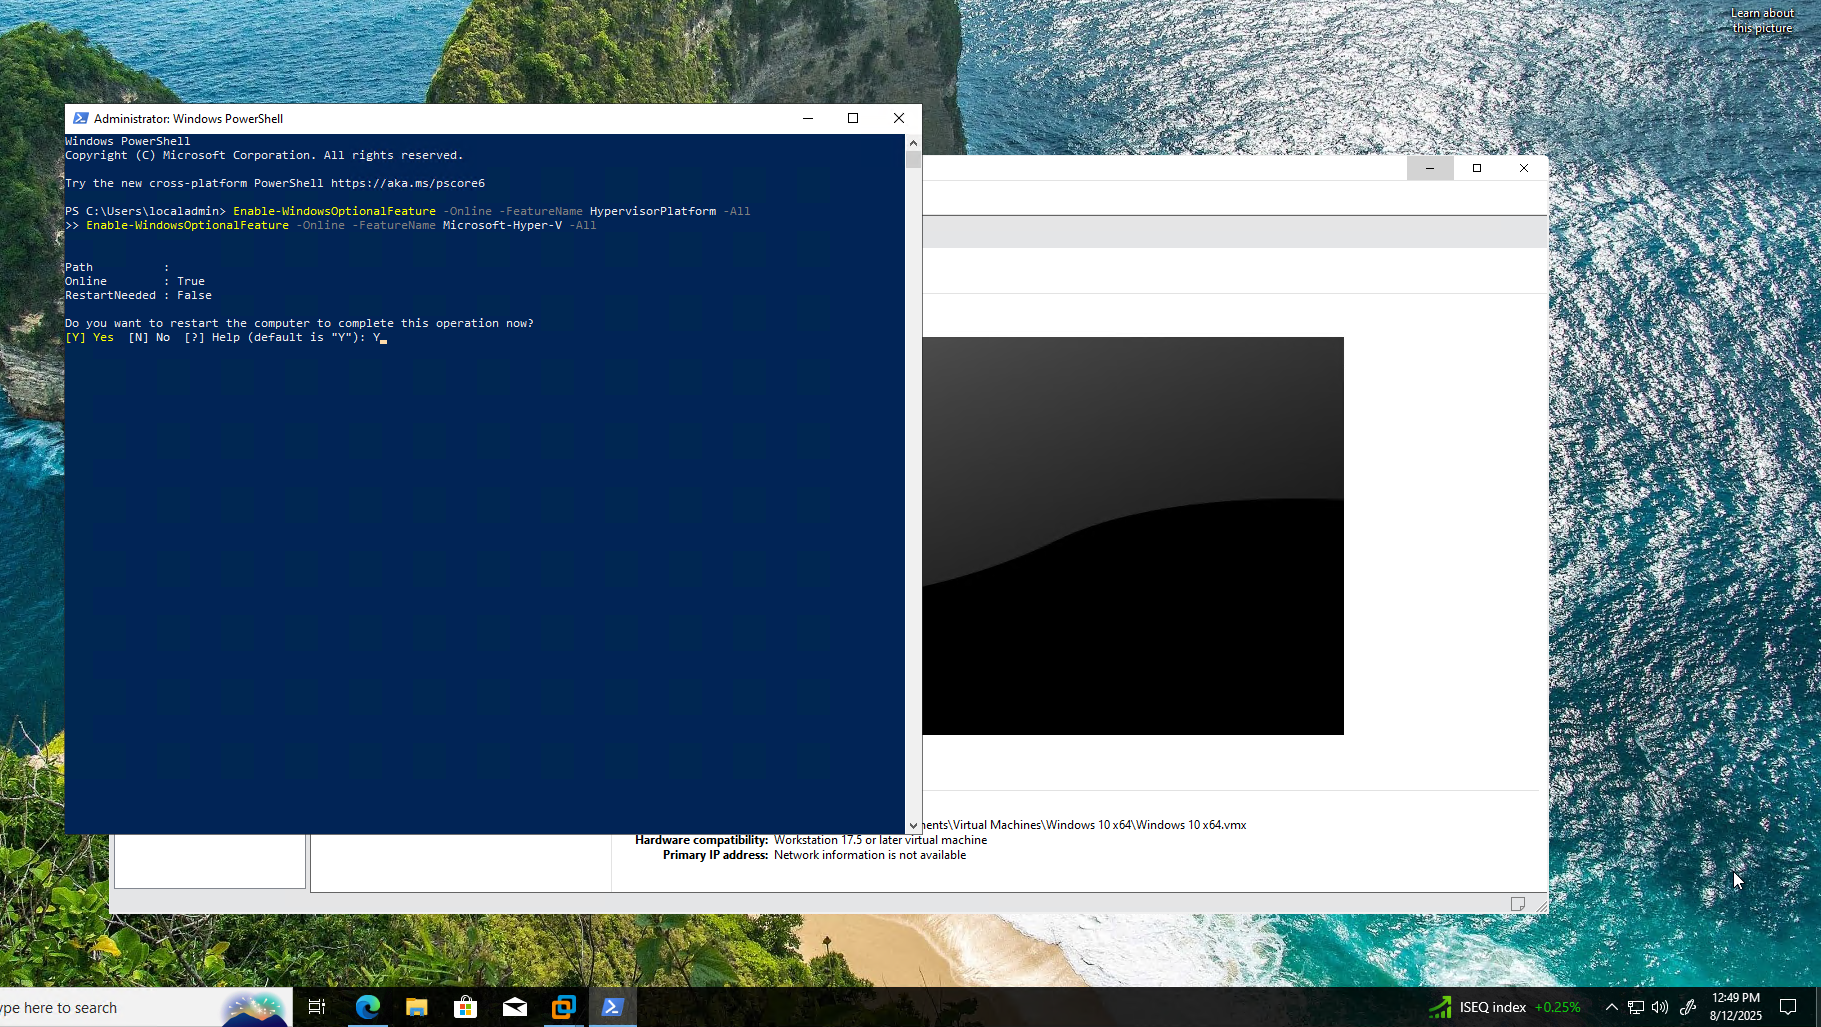 Learn about
this picture
Administrator: Windows PowerShell
Windows PowerShell
Copyright (C) Microsoft Corporation. All rights reserved.
Try the new cross-platform PowerShell https://aka.ms/pscore6
PS C:\Users\localadmin> Enable-WindowsOptionalFeature -Online -FeatureName HypervisorPlatform -All
>> Enable-WindowsOptionalFeature -Online -FeatureName Microsoft-Hyper-V -All
Path :
Online : True
RestartNeeded : False
Do you want to restart the computer to complete this operation now?
[Y] Yes [N] No [?] Help (default is "Y"): Y
ents\Virtual Machines\Windows 10 x64\Windows 10 x64.vmx
Hardware compatibility: Workstation 17.5 or later virtual machine
Primary IP address: Network information is not available
ype here to search
ISEQ index +0.25%
12:49 PM
8/12/2025